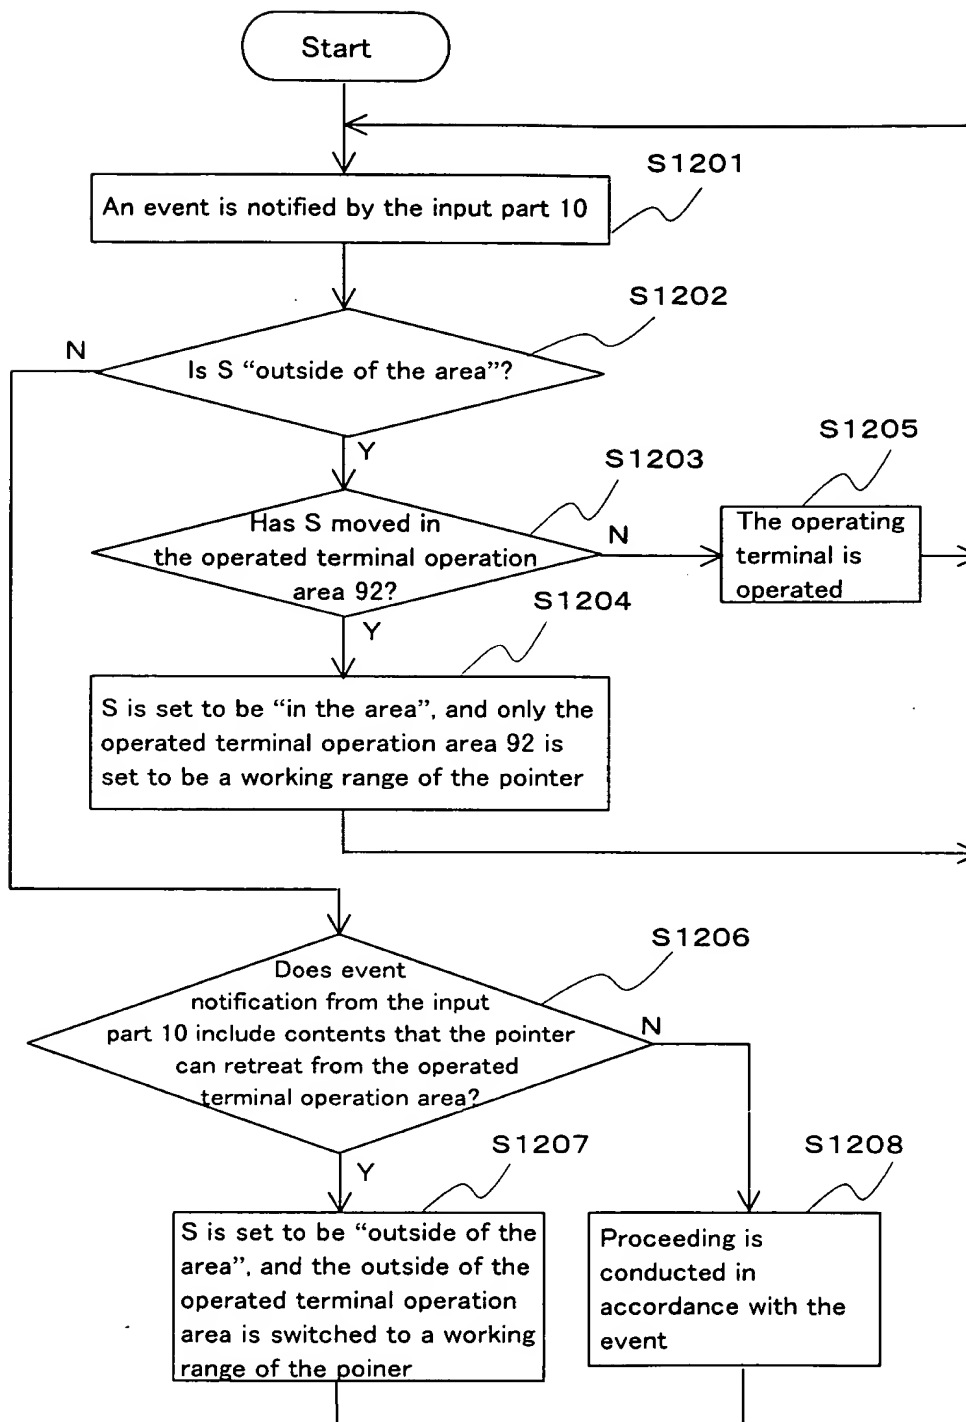 Start
S1201
An event is notified by the input part 10
S1202
N
Is S “outside of the area”?
Y
S1203
S1205
Has S moved in
the operated terminal operation
area 92?
N
The operating
terminal is
operated
Y
S1204
S is set to be “in the area”, and only the
operated terminal operation area 92 is
set to be a working range of the pointer
S1206
Does event
notification from the input
part 10 include contents that the pointer
can retreat from the operated
terminal operation area?
N
Y
S1207
S1208
S is set to be “outside of the
area”, and the outside of the
operated terminal operation
area is switched to a working
range of the poiner
Proceeding is
conducted in
accordance with the
event